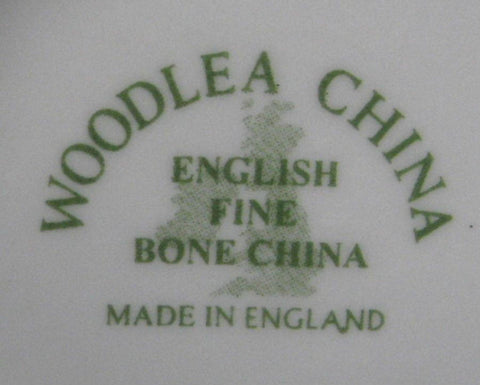 WOODLEA CHINA
ENGLISH
FINE
BONE CHINA
MADE IN ENGLAND